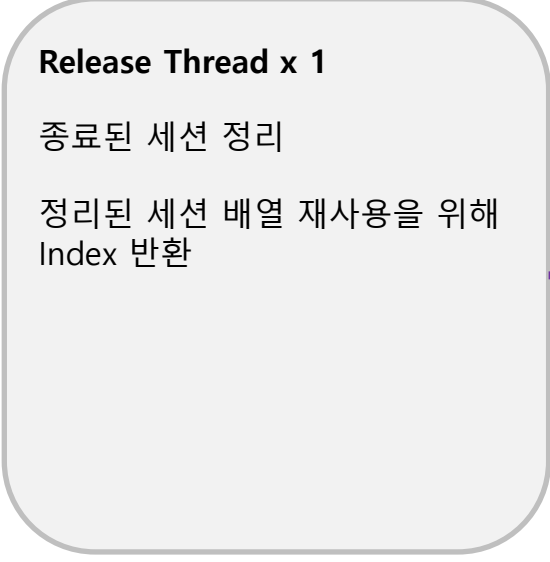 Release Thread x 1
종료된 세션 정리
정리된 세션 배열 재사용을 위해
Index 반환